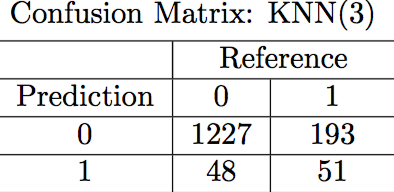 Confusion Matrix: KNN(3)
Reference
Prediction 0 1
0 1227 193
1 48 51